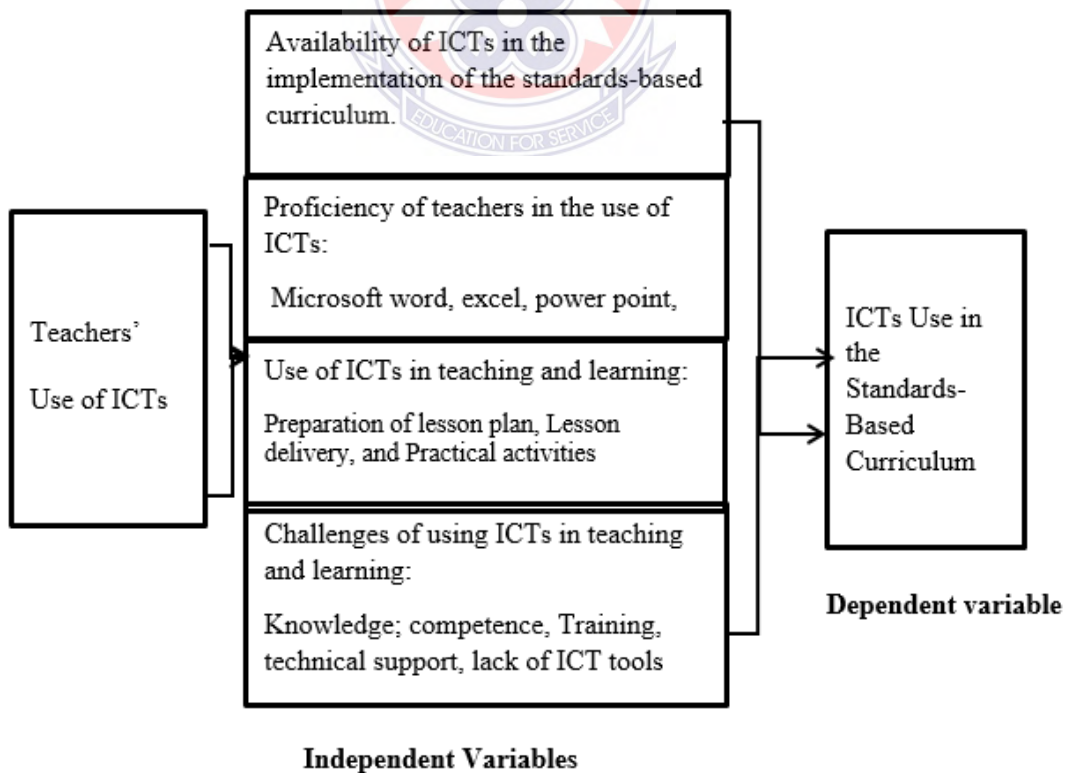 Availability of ICTs in the
implementation of the standards-based
curriculum.
EDUCATION FOR SERVICE
Proficiency of teachers in the use of
ICTs:
Microsoft word, excel, power point,
Teachers’
Use of ICTs
Use of ICTs in teaching and learning:
Preparation of lesson plan, Lesson
delivery, and Practical activities
Challenges of using ICTs in teaching
and learning:
Knowledge; competence, Training,
technical support, lack of ICT tools
ICTs Use in
the
Standards-
Based
Curriculum
Dependent variable
Independent Variables